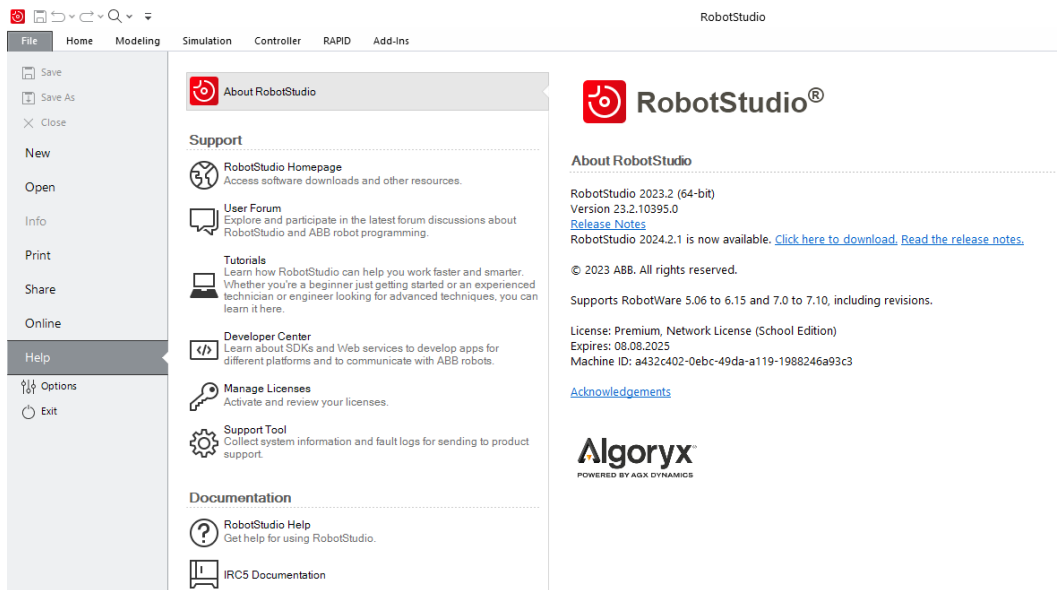 RobotStudio
File Home Modeling Simulation Controller RAPID Add-Ins
Save
Save As
Close
New
Open
Info
Print
Share
Online
Help
Options
Exit
About RobotStudio
Support
RobotStudio Homepage
Access software downloads and other resources.
User Forum
Explore and participate in the latest forum discussions about
RobotStudio and ABB robot programming.
Tutorials
Learn how RobotStudio can help you work faster and smarter.
Whether you're a beginner just getting started or an experienced
technician or engineer looking for advanced techniques, you can
learn it here.
Developer Center
Learn about SDKs and Web services to develop apps for
different platforms and to communicate with ABB robots.
Manage Licenses
Activate and review your licenses.
Support Tool
Collect system information and fault logs for sending to product
support.
Documentation
RobotStudio Help
Get help for using RobotStudio.
IRC5 Documentation
RobotStudio®
About RobotStudio
RobotStudio 2023.2 (64-bit)
Version 23.2.10395.0
Release Notes
RobotStudio 2024.2.1 is now available. Click here to download. Read the release notes.
© 2023 ABB. All rights reserved.
Supports RobotWare 5.06 to 6.15 and 7.0 to 7.10, including revisions.
License: Premium, Network License (School Edition)
Expires: 08.08.2025
Machine ID: a432c402-0ebc-49da-a119-1988246a93c3
Acknowledgements
Algoryx
POWERED BY AGX DYNAMICS